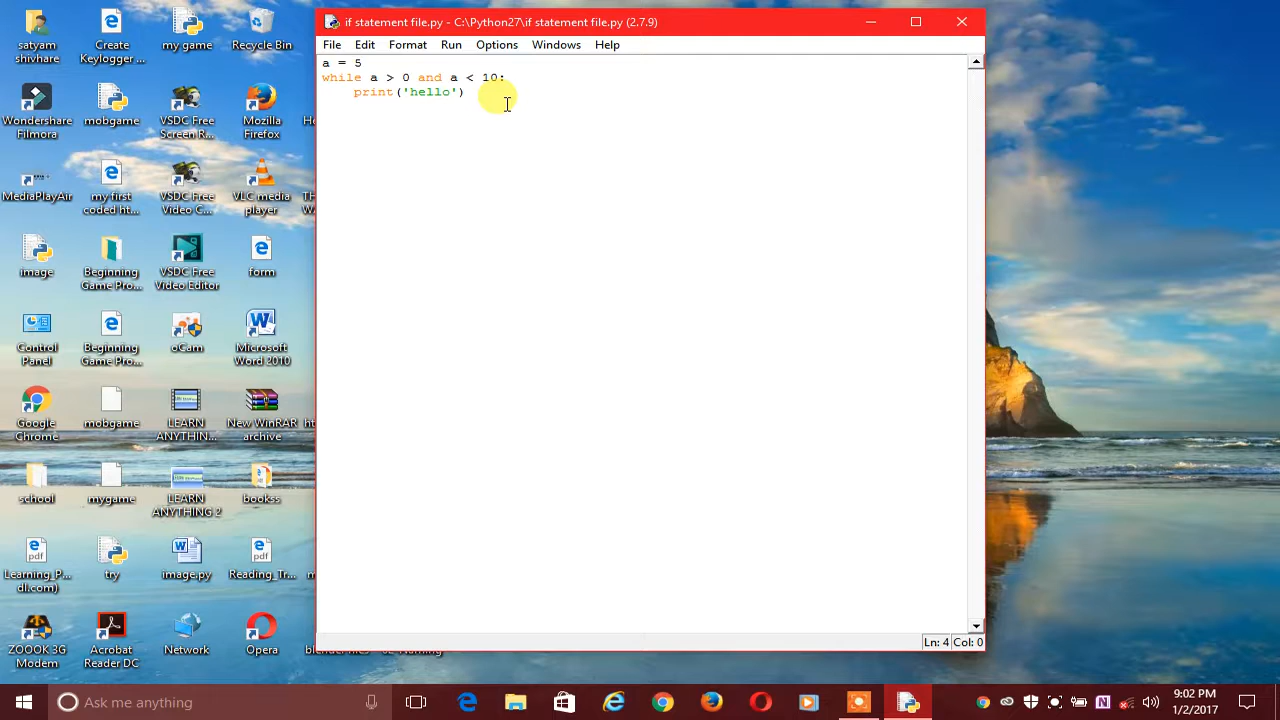 if statement file.py - C:\Python27\if statement file.py (2.7.9)
File Edit Format Run Options Windows Help
a = 5
while a > 0 and a < 10:
    print('hello')
Ln: 4 Col: 0
satyam shivhare
Create Keylogger ...
my game
Recycle Bin
Wondershare Filmora
mobgame
VSDC Free Screen R...
Mozilla Firefox
MediaPlayAir
my first coded ht...
VSDC Free Video C...
VLC media player
image
Beginning Game Pro...
VSDC Free Video Editor
form
Control Panel
Beginning Game Pro...
oCam
Microsoft Word 2010
Google Chrome
mobgame
LEARN ANYTHIN...
New WinRAR archive
school
mygame
LEARN ANYTHING 2
bookss
Learning_P... dl.com)
try
image.py
Reading_Tr...
ZOOOK 3G Modem
Acrobat Reader DC
Network
Opera
Ask me anything
9:02 PM
1/2/2017